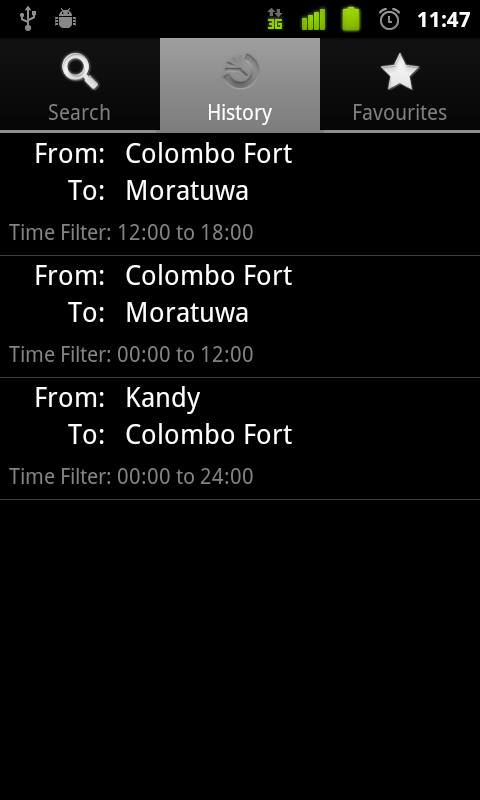 3G 11:47
Search History Favourites
From: Colombo Fort
To: Moratuwa
Time Filter: 12:00 to 18:00
From: Colombo Fort
To: Moratuwa
Time Filter: 00:00 to 12:00
From: Kandy
To: Colombo Fort
Time Filter: 00:00 to 24:00